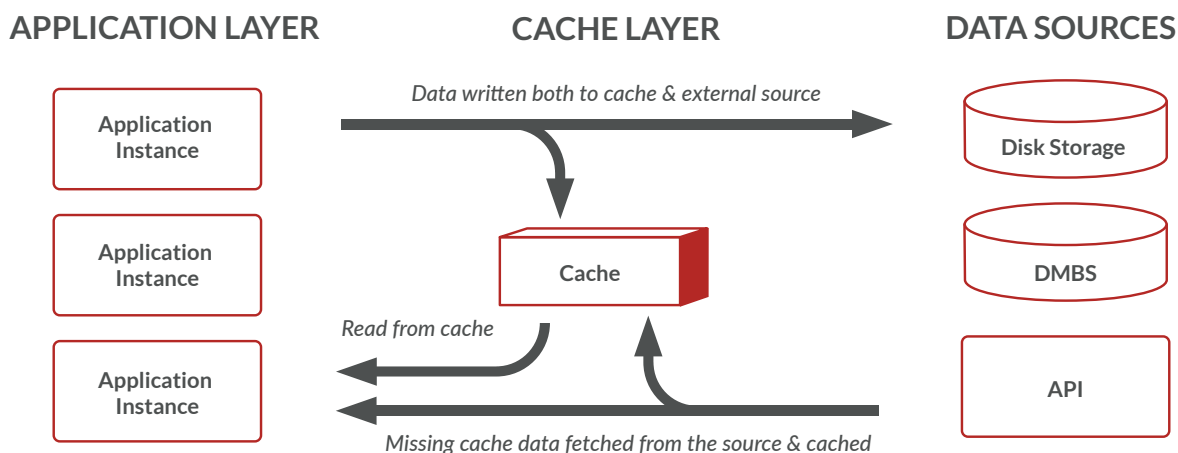 APPLICATION LAYER
CACHE LAYER
DATA SOURCES
Data written both to cache & external source
Application
Instance
Disk Storage
Application
Instance
Cache
DMBS
Read from cache
Application
Instance
API
Missing cache data fetched from the source & cached